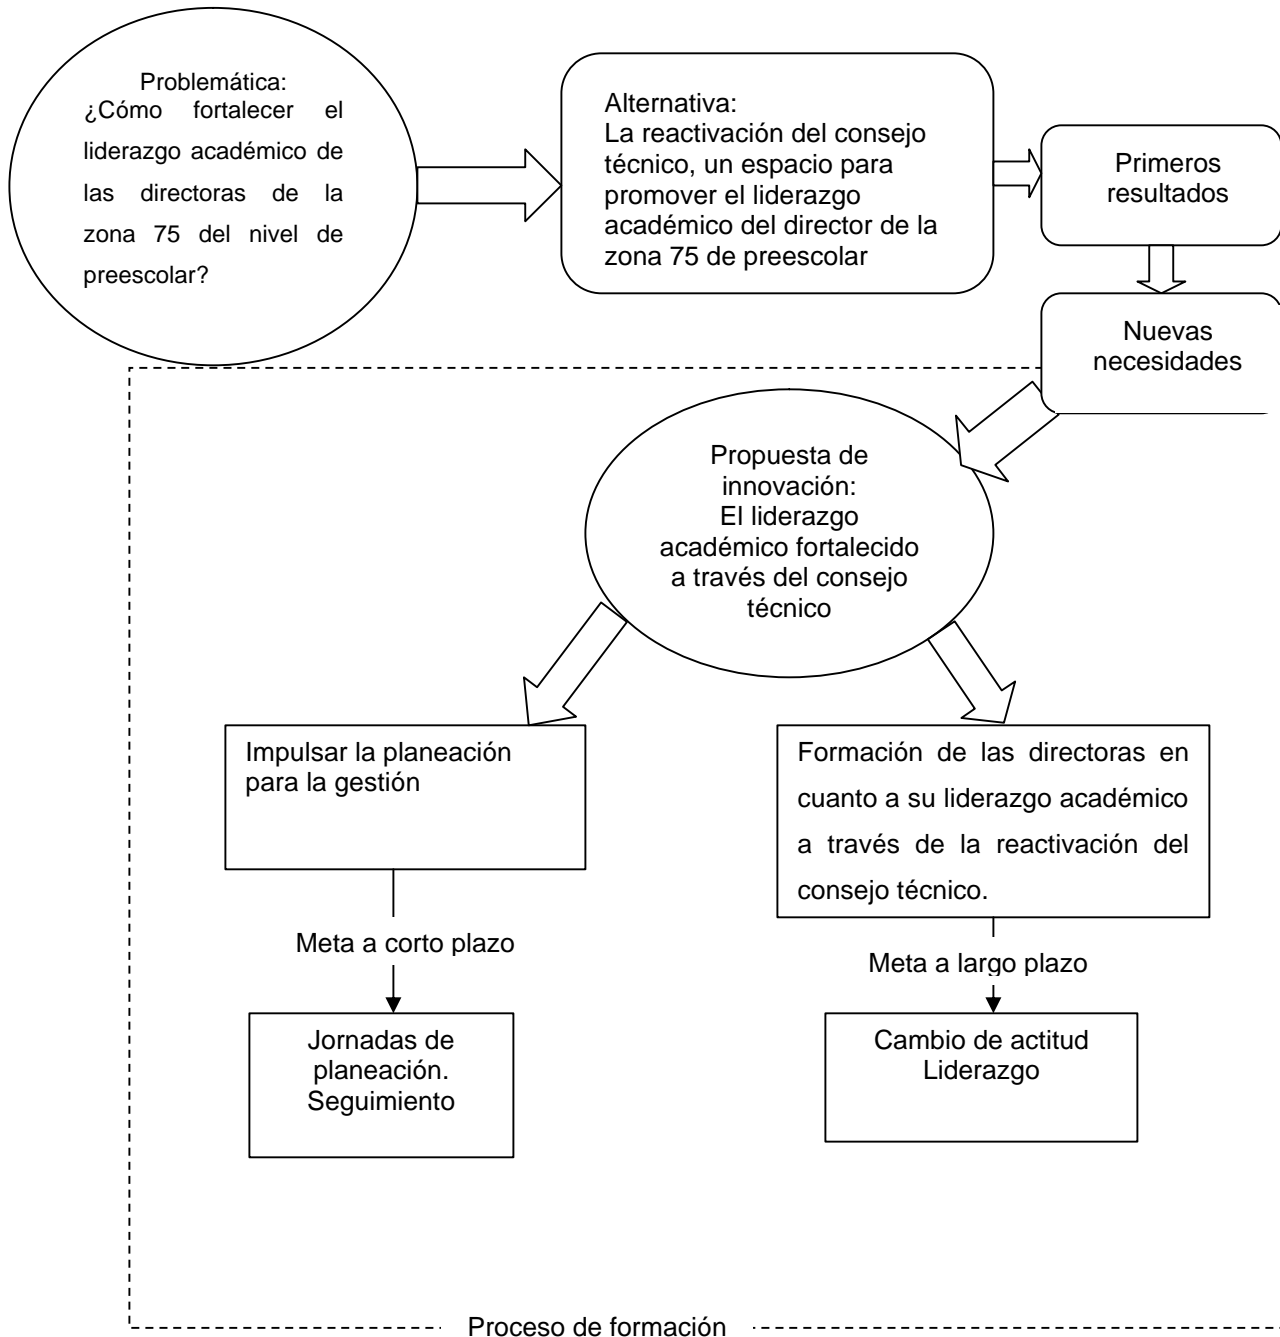 Problemática:
¿Cómo fortalecer el
liderazgo académico de
las directoras de la
zona 75 del nivel de
preescolar?
Alternativa:
La reactivación del consejo
técnico, un espacio para
promover el liderazgo
académico del director de la
zona 75 de preescolar
Primeros
resultados
Nuevas
necesidades
Propuesta de
innovación:
El liderazgo
académico fortalecido
a través del consejo
técnico
Impulsar la planeación
para la gestión
Formación de las directoras en
cuanto a su liderazgo académico
a través de la reactivación del
consejo técnico.
Meta a corto plazo
Meta a largo plazo
Jornadas de
planeación.
Seguimiento
Cambio de actitud
Liderazgo
Proceso de formación